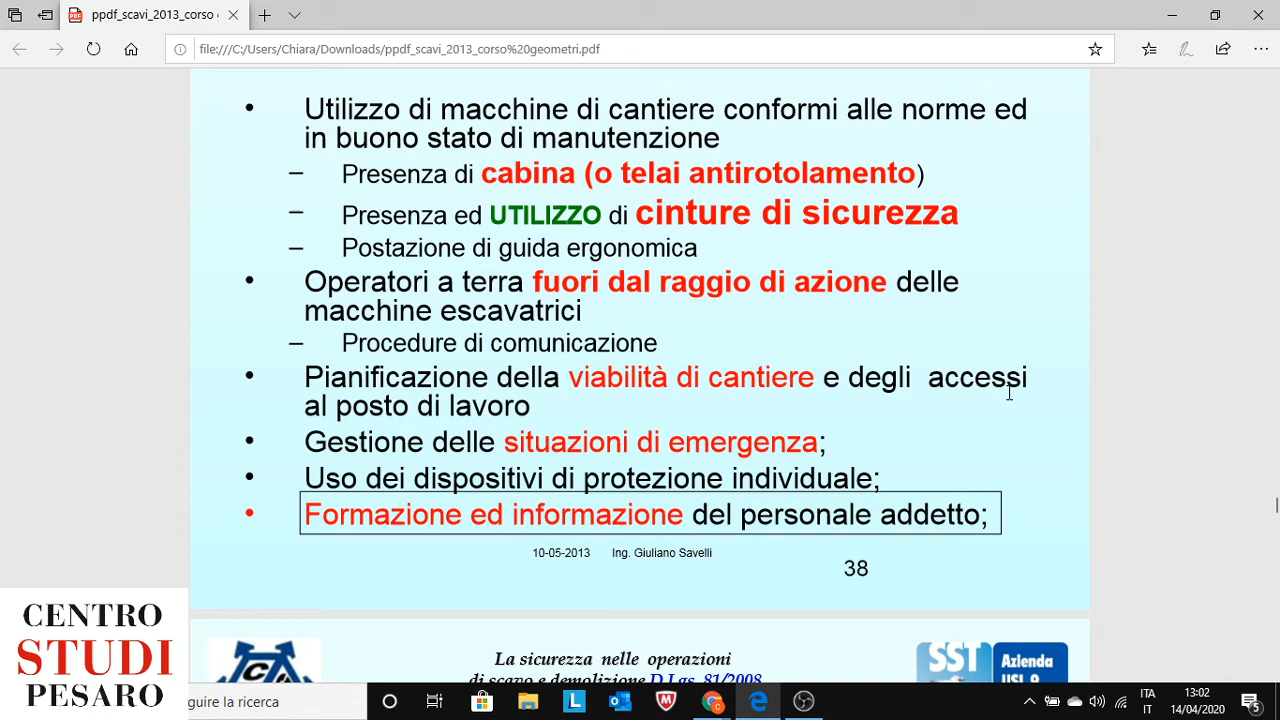 ppdf_scavi_2013_corso g
file:///C:/Users/Chiara/Downloads/ppdf_scavi_2013_corso%20geometri.pdf
• Utilizzo di macchine di cantiere conformi alle norme ed
in buono stato di manutenzione
– Presenza di cabina (o telai antirotolamento)
– Presenza ed UTILIZZO di cinture di sicurezza
– Postazione di guida ergonomica
• Operatori a terra fuori dal raggio di azione delle
macchine escavatrici
– Procedure di comunicazione
• Pianificazione della viabilità di cantiere e degli accessi
al posto di lavoro
• Gestione delle situazioni di emergenza;
• Uso dei dispositivi di protezione individuale;
• Formazione ed informazione del personale addetto;
10-05-2013 Ing. Giuliano Savelli
38
CENTRO
STUDI
PESARO
La sicurezza nelle operazioni
di scavo e demolizione D.Lgs. 81/2008
SST
Azienda
USL 9
guire la ricerca
ITA
IT
13:02
14/04/2020
5